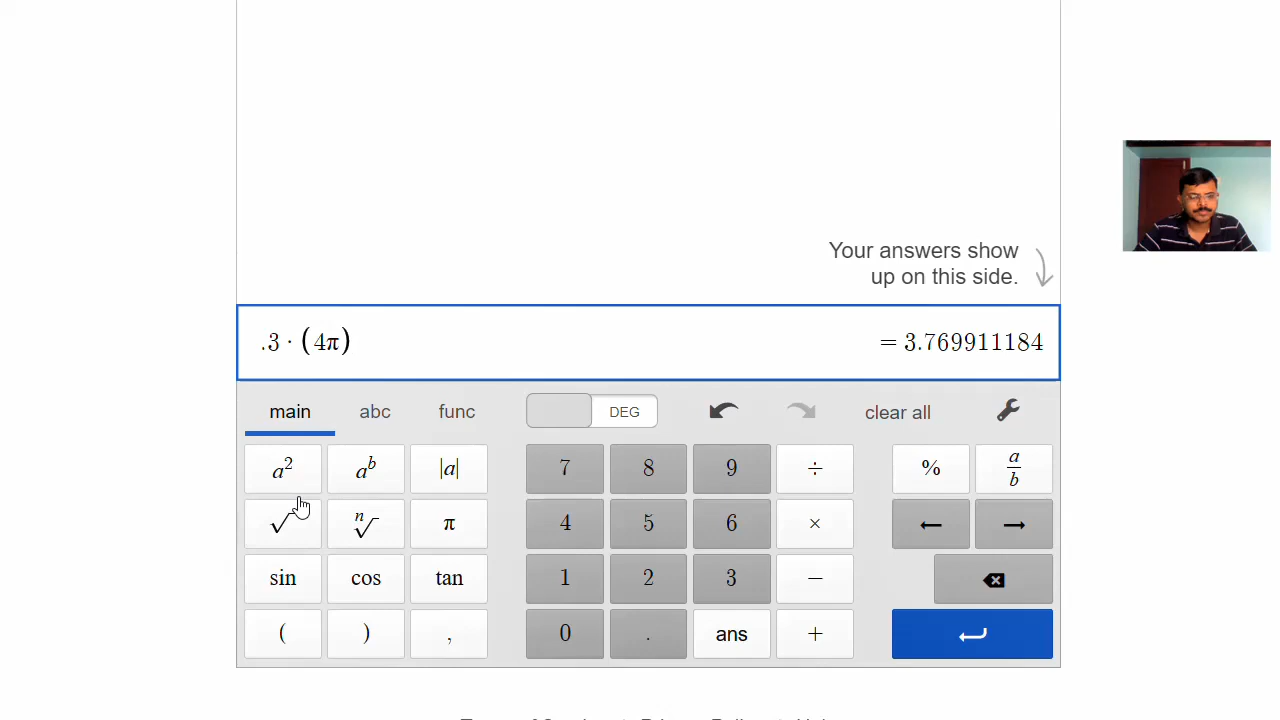 Your answers show
up on this side.
.3 · (4π)
= 3.769911184
main abc func DEG clear all
a² aᵇ |a| 7 8 9 ÷ % a/b
√ ⁿ√ π 4 5 6 × ← →
sin cos tan 1 2 3 −
( ) , 0 . ans +